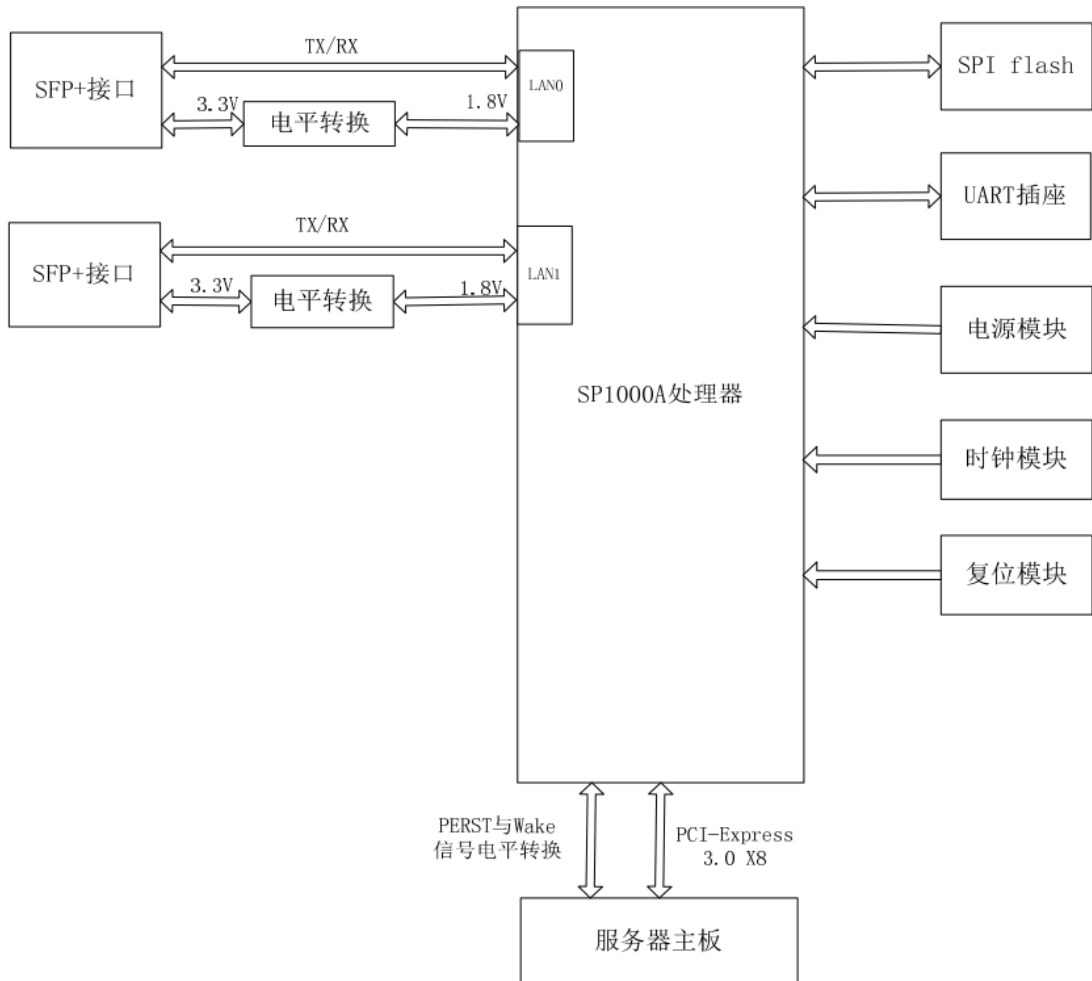 TX/RX
SFP+接口
3.3V
电平转换
1.8V
LAN0
SPI flash
UART插座
TX/RX
SFP+接口
3.3V
电平转换
1.8V
LAN1
电源模块
SP1000A处理器
时钟模块
复位模块
PERST与Wake
信号电平转换
PCI-Express
3.0 X8
服务器主板